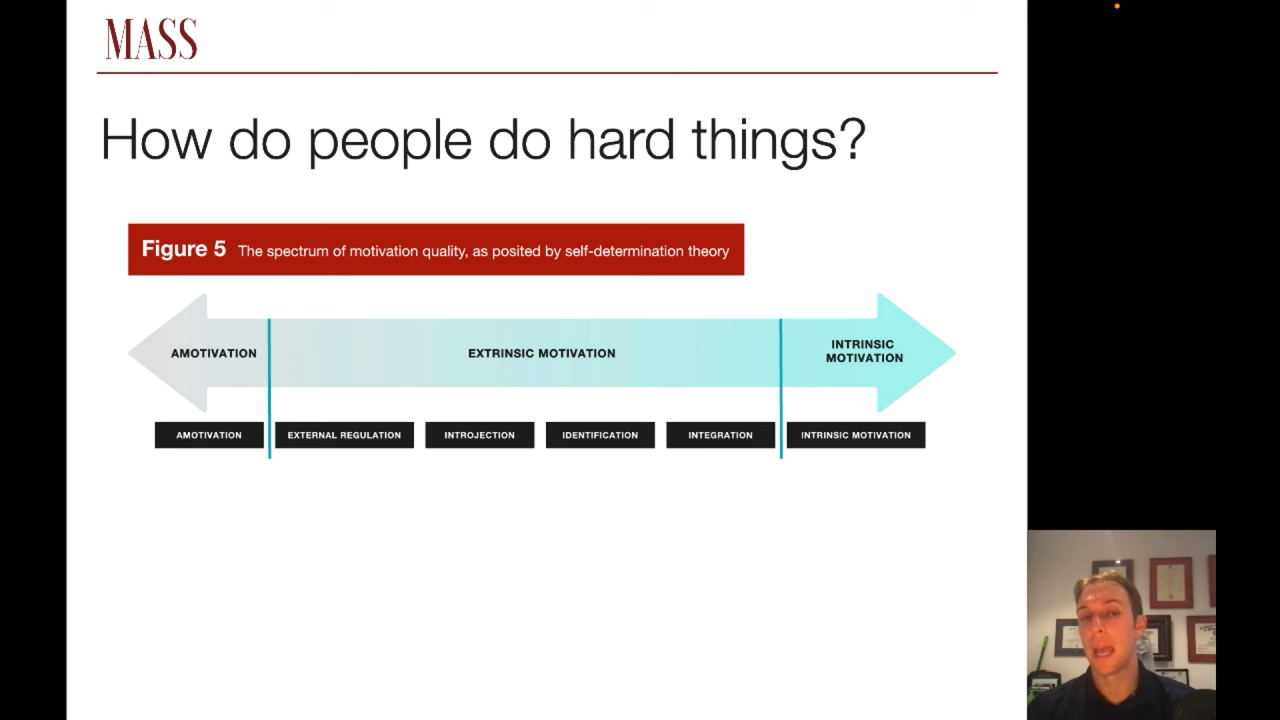 MASS
How do people do hard things?
Figure 5 The spectrum of motivation quality, as posited by self-determination theory
AMOTIVATION
EXTRINSIC MOTIVATION
INTRINSIC
MOTIVATION
AMOTIVATION
EXTERNAL REGULATION
INTROJECTION
IDENTIFICATION
INTEGRATION
INTRINSIC MOTIVATION